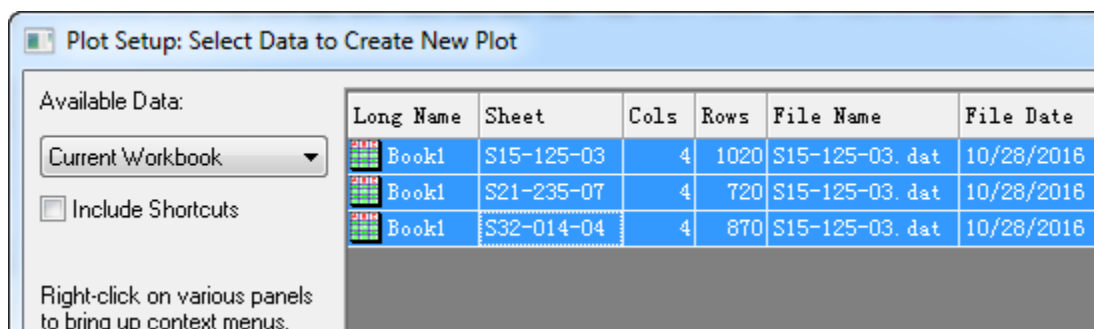 Plot Setup: Select Data to Create New Plot
Available Data:
Current Workbook
Include Shortcuts
Right-click on various panels
to bring up context menus.
Long Name Sheet Cols Rows File Name File Date
Book1 S15-125-03 4 1020 S15-125-03.dat 10/28/2016
Book1 S21-235-07 4 720 S15-125-03.dat 10/28/2016
Book1 S32-014-04 4 870 S15-125-03.dat 10/28/2016